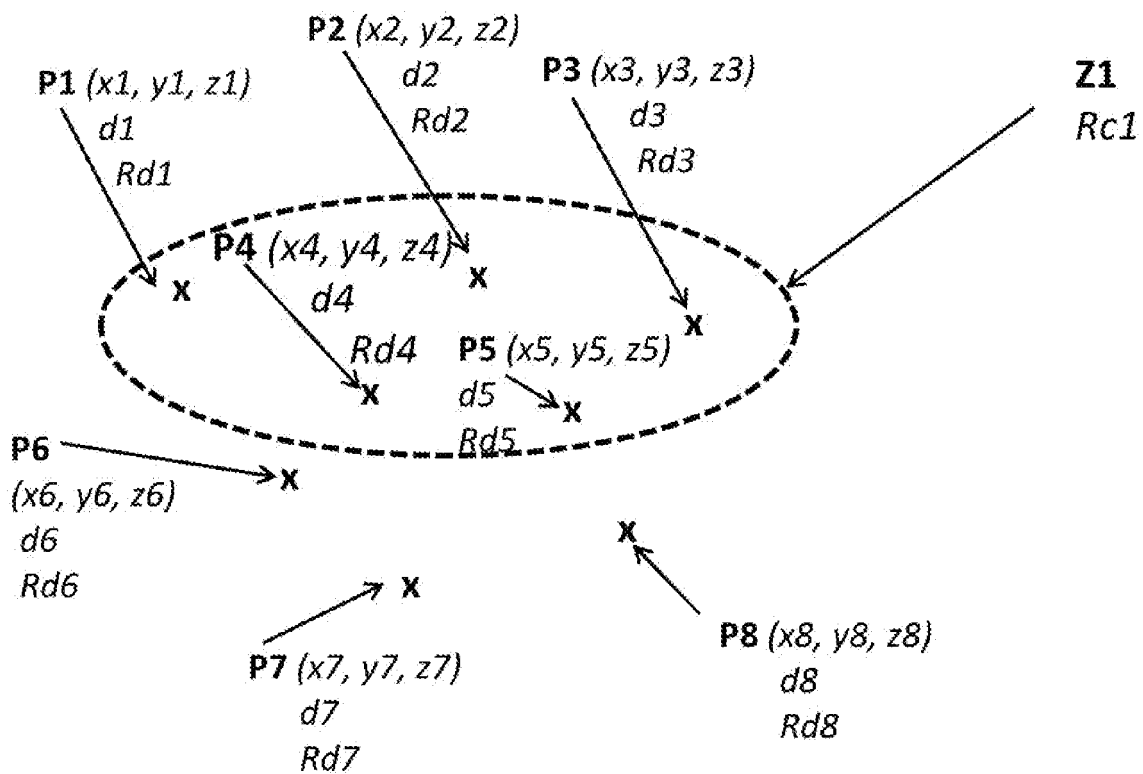 P1 (x1, y1, z1)
d1
Rd1
P2 (x2, y2, z2)
d2
Rd2
P3 (x3, y3, z3)
d3
Rd3
Z1
Rc1
P4 (x4, y4, z4)
d4
Rd4
X
X
X
P5 (x5, y5, z5)
d5
Rd5
X
X
P6
(x6, y6, z6)
d6
Rd6
X
X
X
P7 (x7, y7, z7)
d7
Rd7
P8 (x8, y8, z8)
d8
Rd8